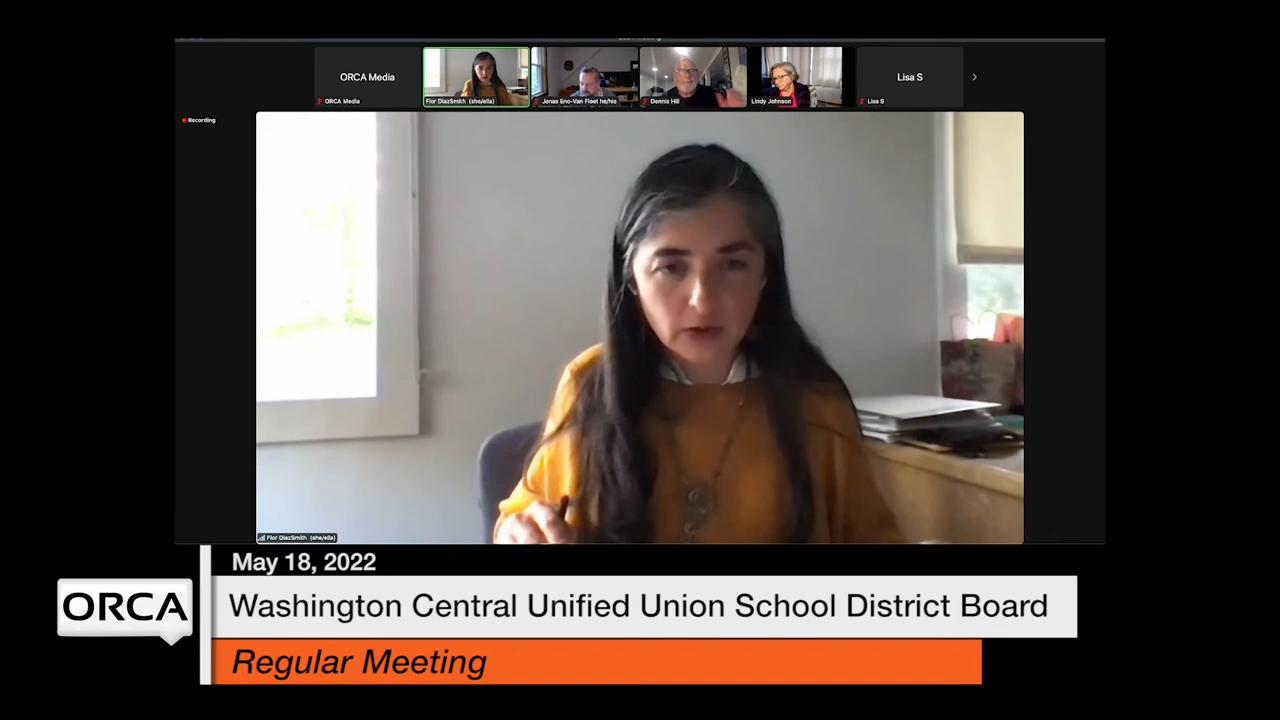 ORCA Media
Lisa S
ORCA Media
Flor DiazSmith (she/ella)
Jonas Eno-Van Fleet he/his
Dennis Hill
Lindy Johnson
Lisa S
Recording
Flor DiazSmith (she/ella)
May 18, 2022
ORCA
Washington Central Unified Union School District Board
Regular Meeting